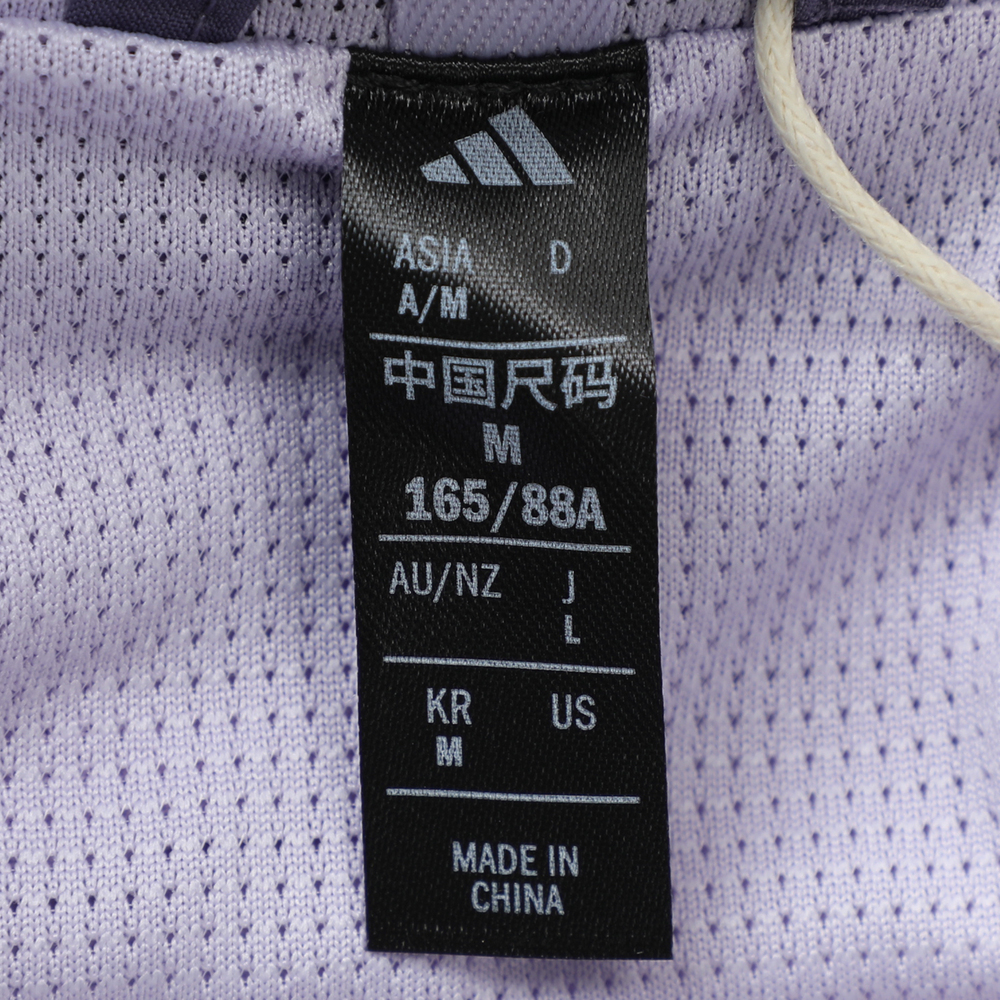 ASIA D
A/M
中国尺码
M
165/88A
AU/NZ J
L
KR US
M
MADE IN
CHINA